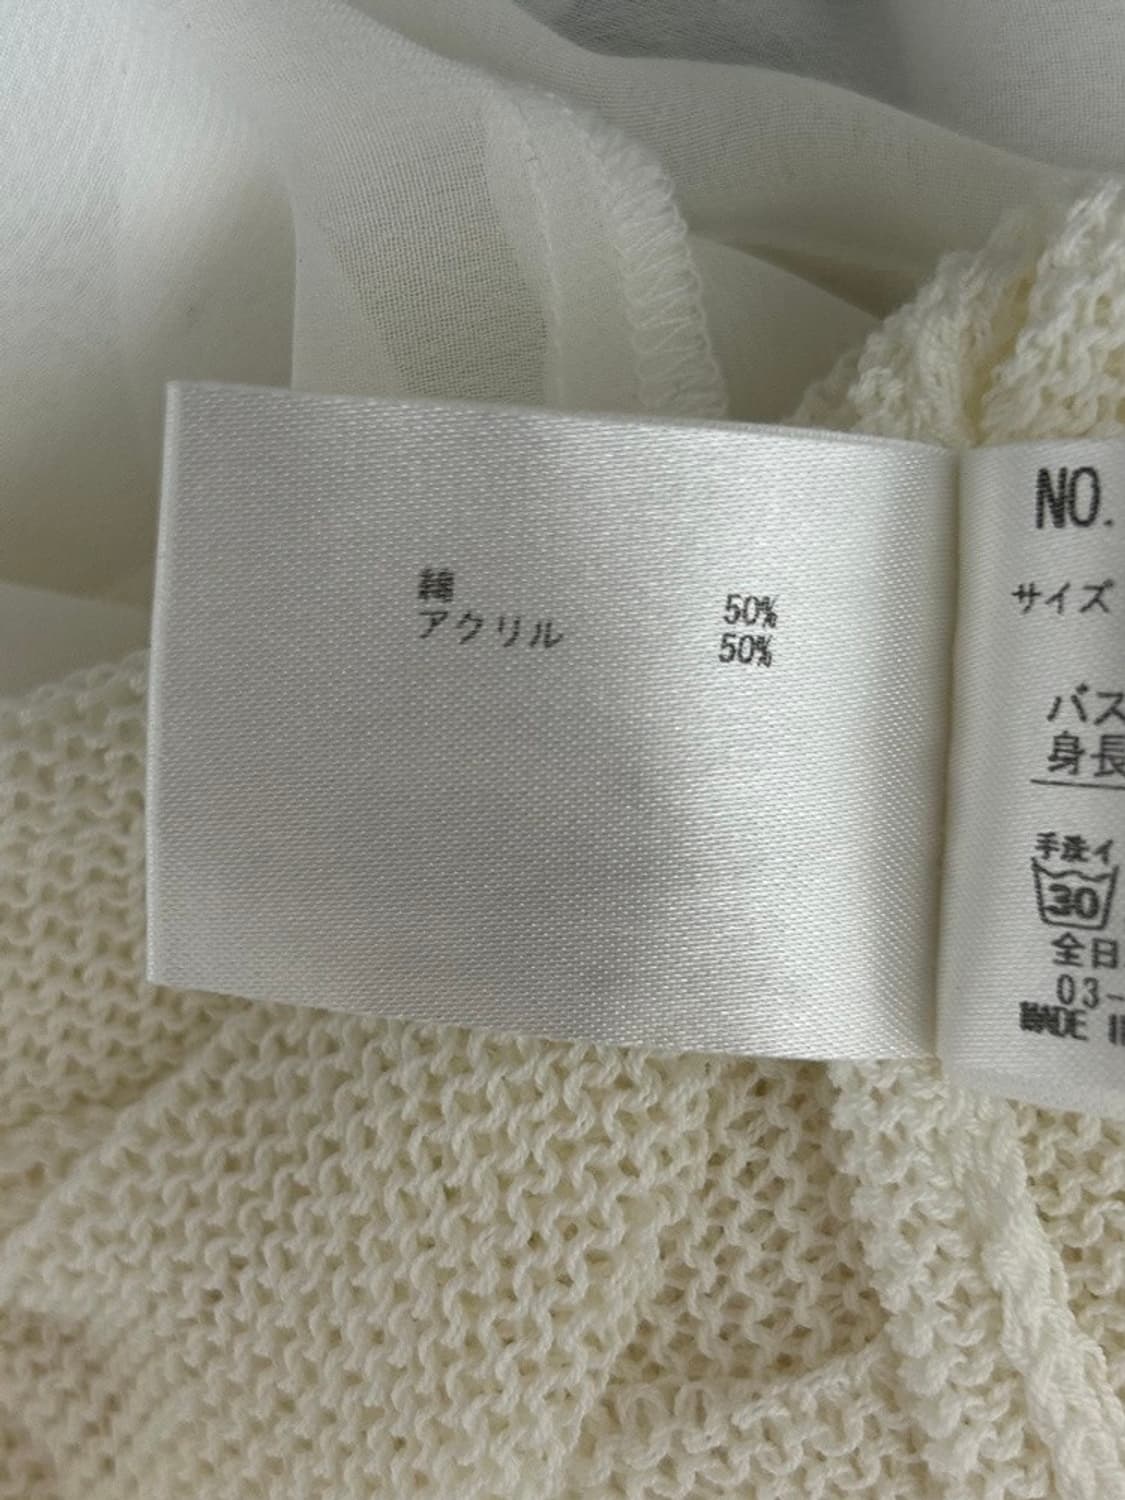 綿 50%
アクリル 50%
NO.
サイズ
バス
身長
手洗イ
30
全日
03-
MADE